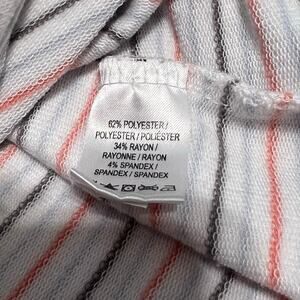 62% POLYESTER/
POLYESTER / POLIÉSTER
34% RAYON /
RAYONNE / RAYON
4% SPANDEX /
SPANDEX / SPANDEX